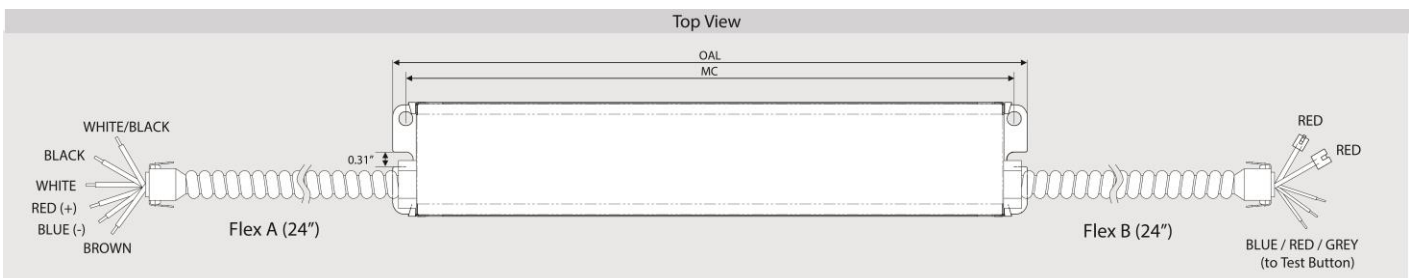 Top View
OAL
MC
WHITE/BLACK
BLACK
WHITE
RED (+)
BLUE (-)
BROWN
Flex A (24”)
0.31”
Flex B (24”)
RED
RED
BLUE / RED / GREY
(to Test Button)